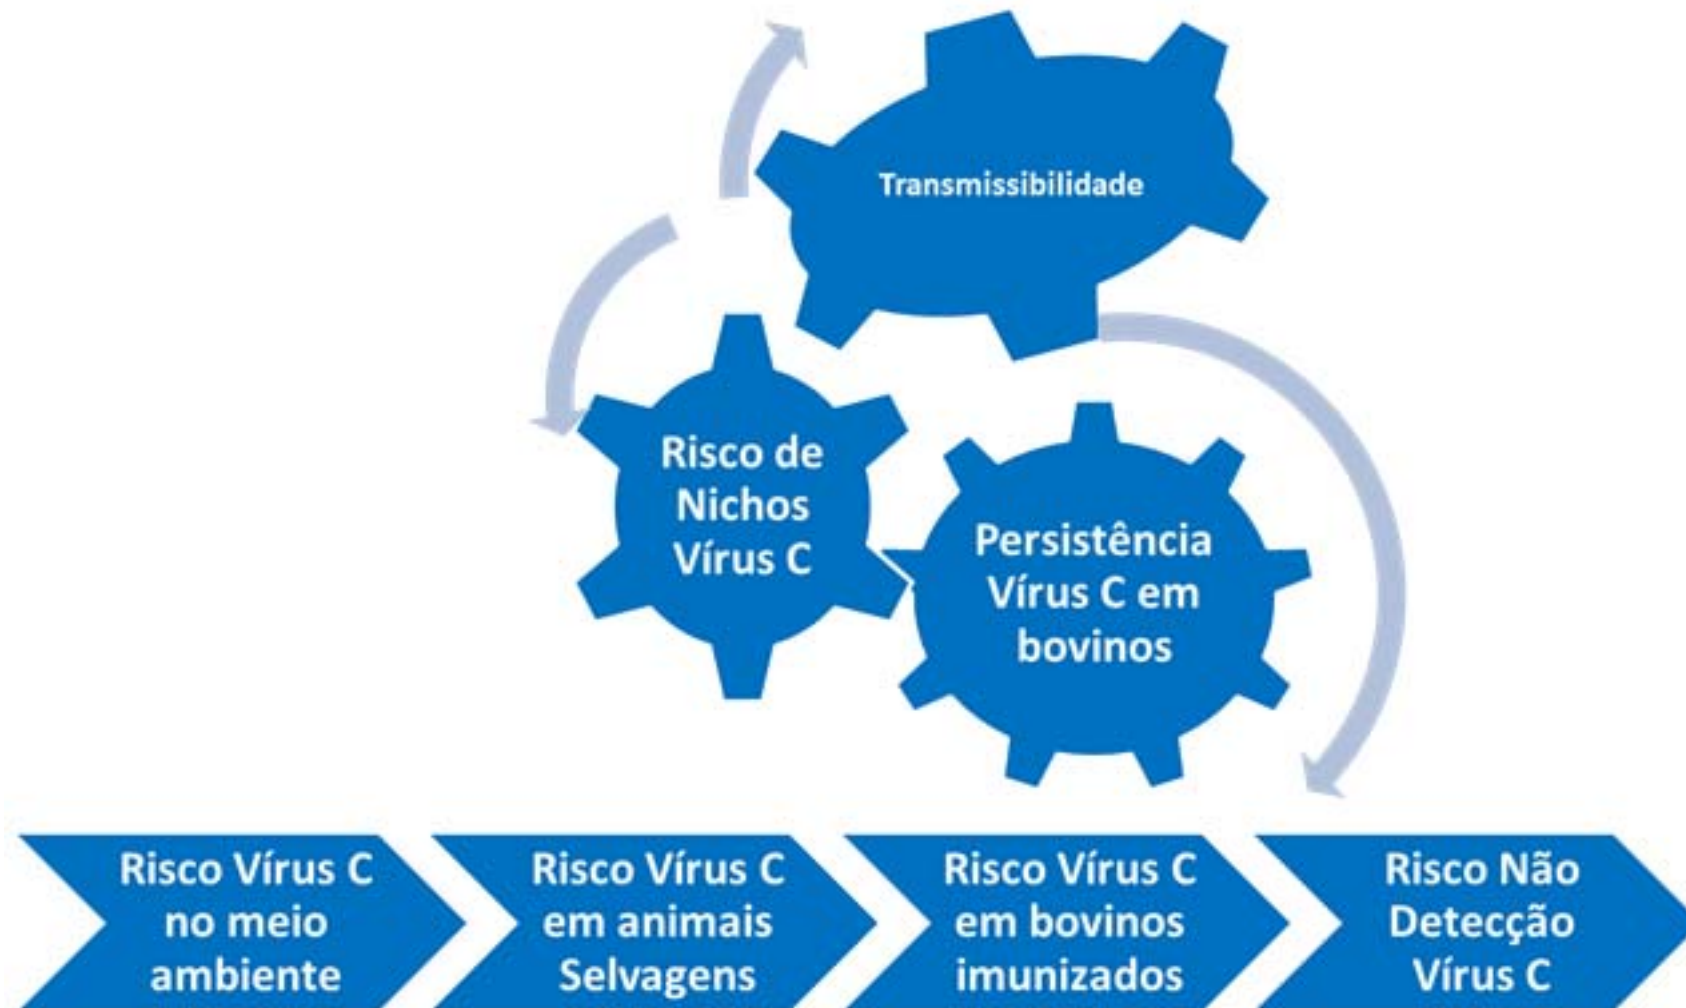 Transmissibilidade
Risco de
Nichos
Vírus C
Persistência
Vírus C em
bovinos
Risco Vírus C
no meio
ambiente
Risco Vírus C
em animais
Selvagens
Risco Vírus C
em bovinos
imunizados
Risco Não
Detecção
Vírus C